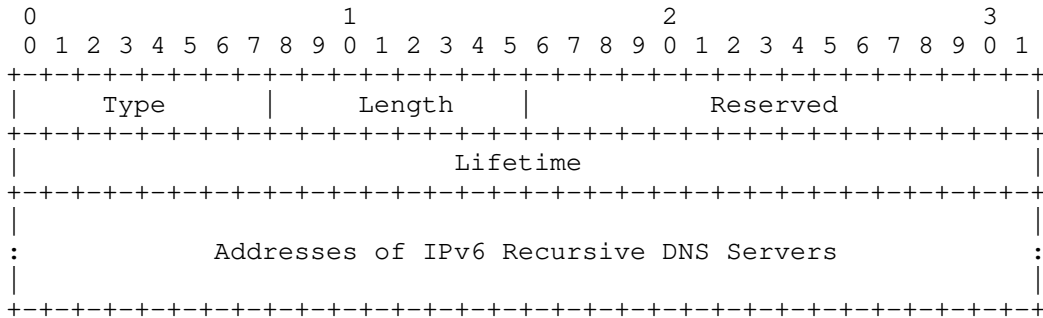 0                   1                   2                   3
 0 1 2 3 4 5 6 7 8 9 0 1 2 3 4 5 6 7 8 9 0 1 2 3 4 5 6 7 8 9 0 1
+-+-+-+-+-+-+-+-+-+-+-+-+-+-+-+-+-+-+-+-+-+-+-+-+-+-+-+-+-+-+-+-+
|     Type      |     Length    |           Reserved            |
+-+-+-+-+-+-+-+-+-+-+-+-+-+-+-+-+-+-+-+-+-+-+-+-+-+-+-+-+-+-+-+-+
|                           Lifetime                            |
+-+-+-+-+-+-+-+-+-+-+-+-+-+-+-+-+-+-+-+-+-+-+-+-+-+-+-+-+-+-+-+-+
|                                                               |
:            Addresses of IPv6 Recursive DNS Servers            :
|                                                               |
+-+-+-+-+-+-+-+-+-+-+-+-+-+-+-+-+-+-+-+-+-+-+-+-+-+-+-+-+-+-+-+-+